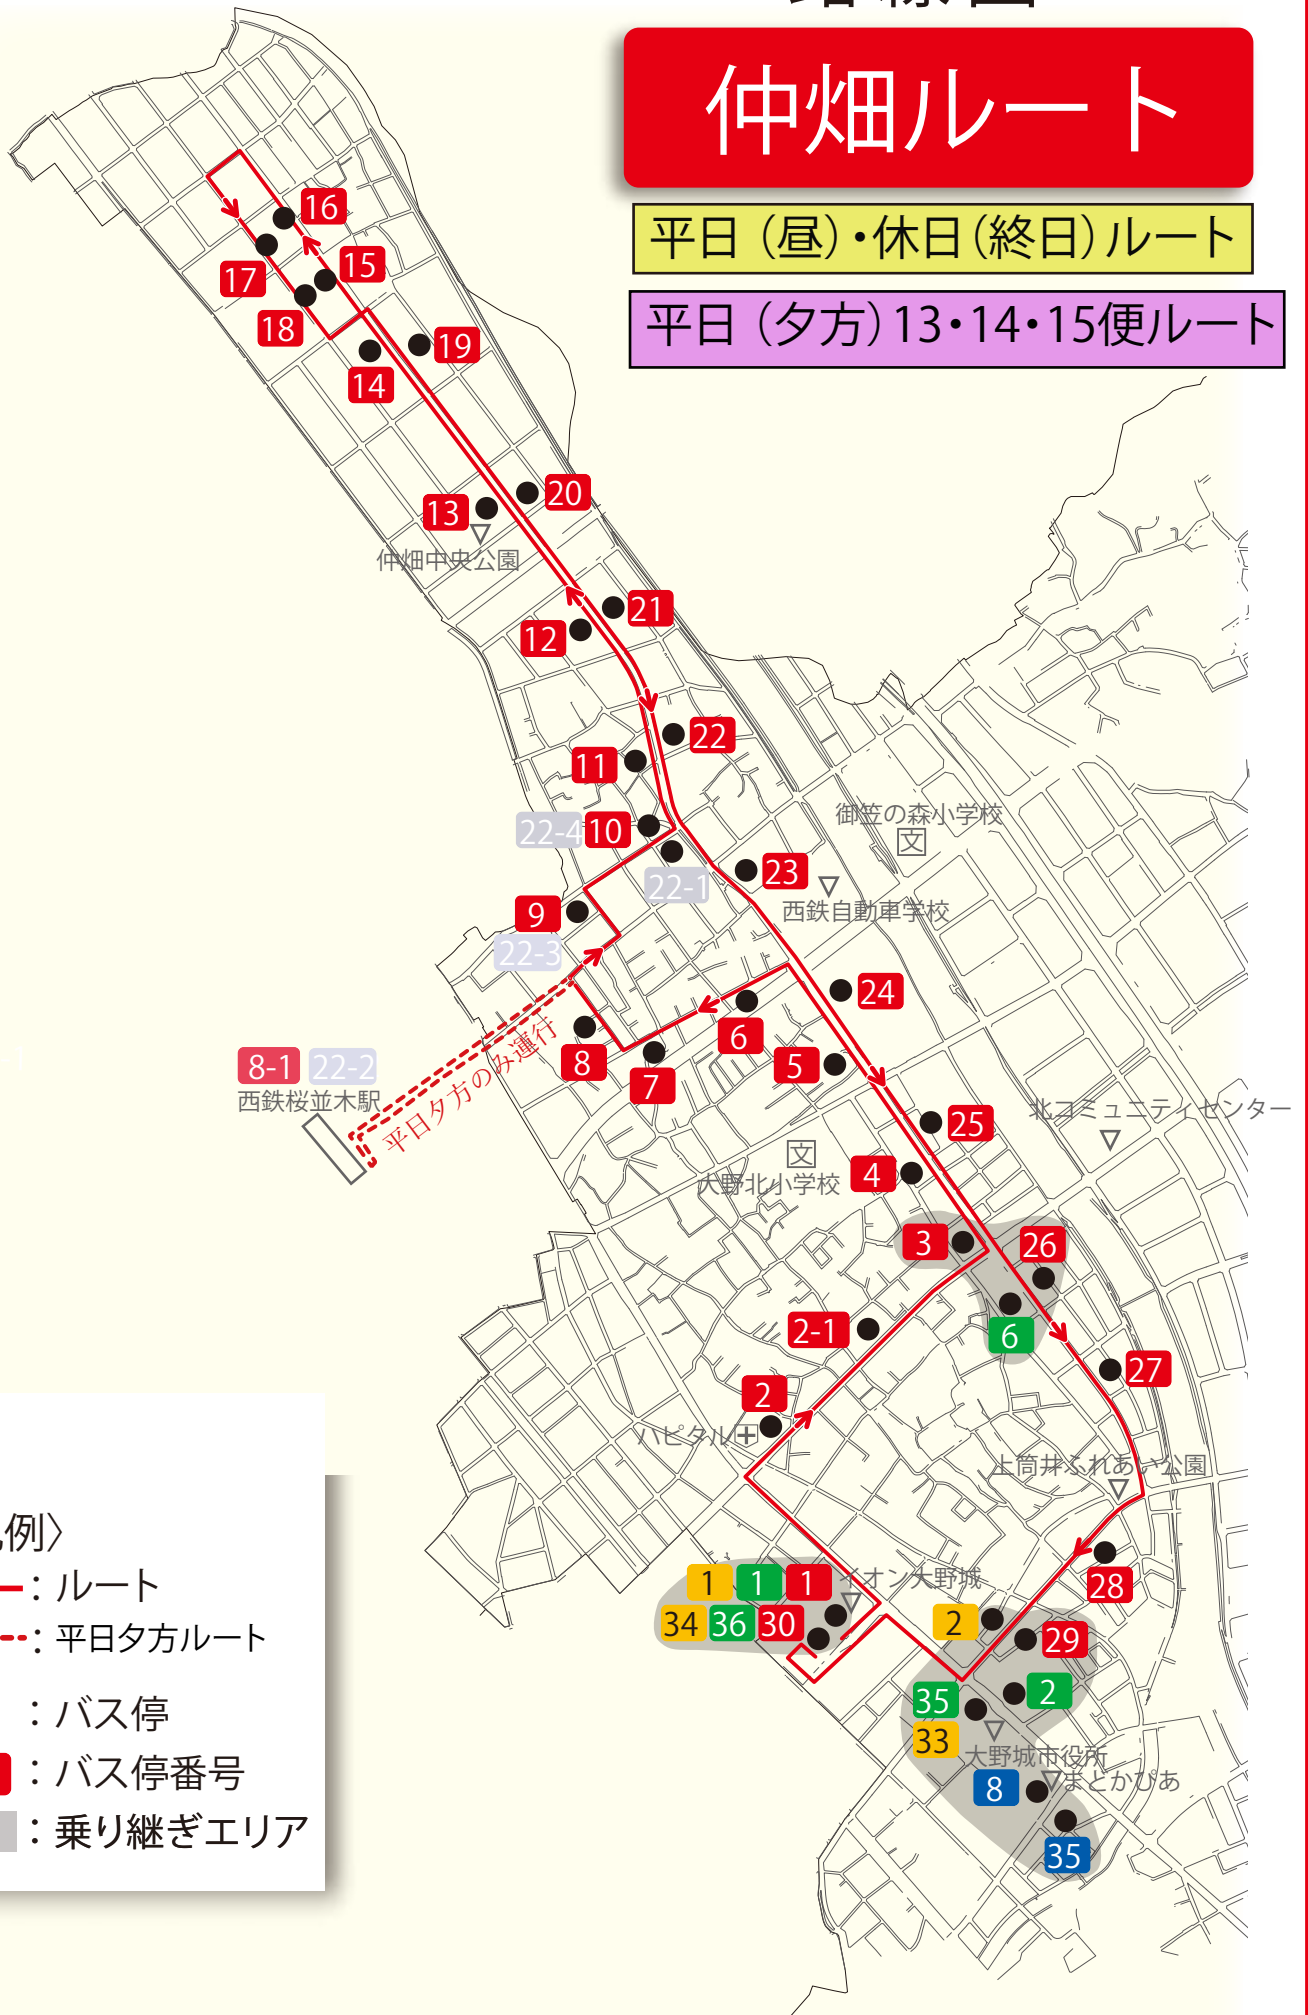 仲畑ルート
平日（昼）・休日（終日）ルート
平日（夕方）13・14・15便ルート
16
17
15
18
19
14
20
13
仲畑中央公園
21
12
22
11
22-4 10
御笠の森小学校
文
22-1
23
西鉄自動車学校
9
22-3
24
6
5
8
7
8-1 22-2
西鉄桜並木駅
平日夕方のみ運行
25
北コミュニティセンター
文
大野北小学校
4
3
26
6
2-1
27
2
ハピタル
上筒井ふれあい公園
28
1 1 1
イオン大野城
34 36 30
2
29
35
2
33
大野城市役所
8
まどかぴあ
35
例〉
：ルート
：平日夕方ルート
：バス停
：バス停番号
：乗り継ぎエリア